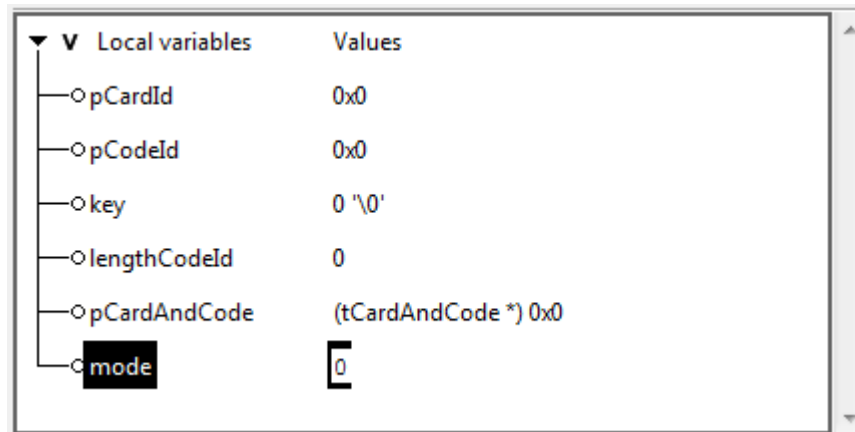 Local variables Values
pCardId 0x0
pCodeId 0x0
key 0 '\0'
lengthCodeId 0
pCardAndCode (tCardAndCode *) 0x0
mode 0